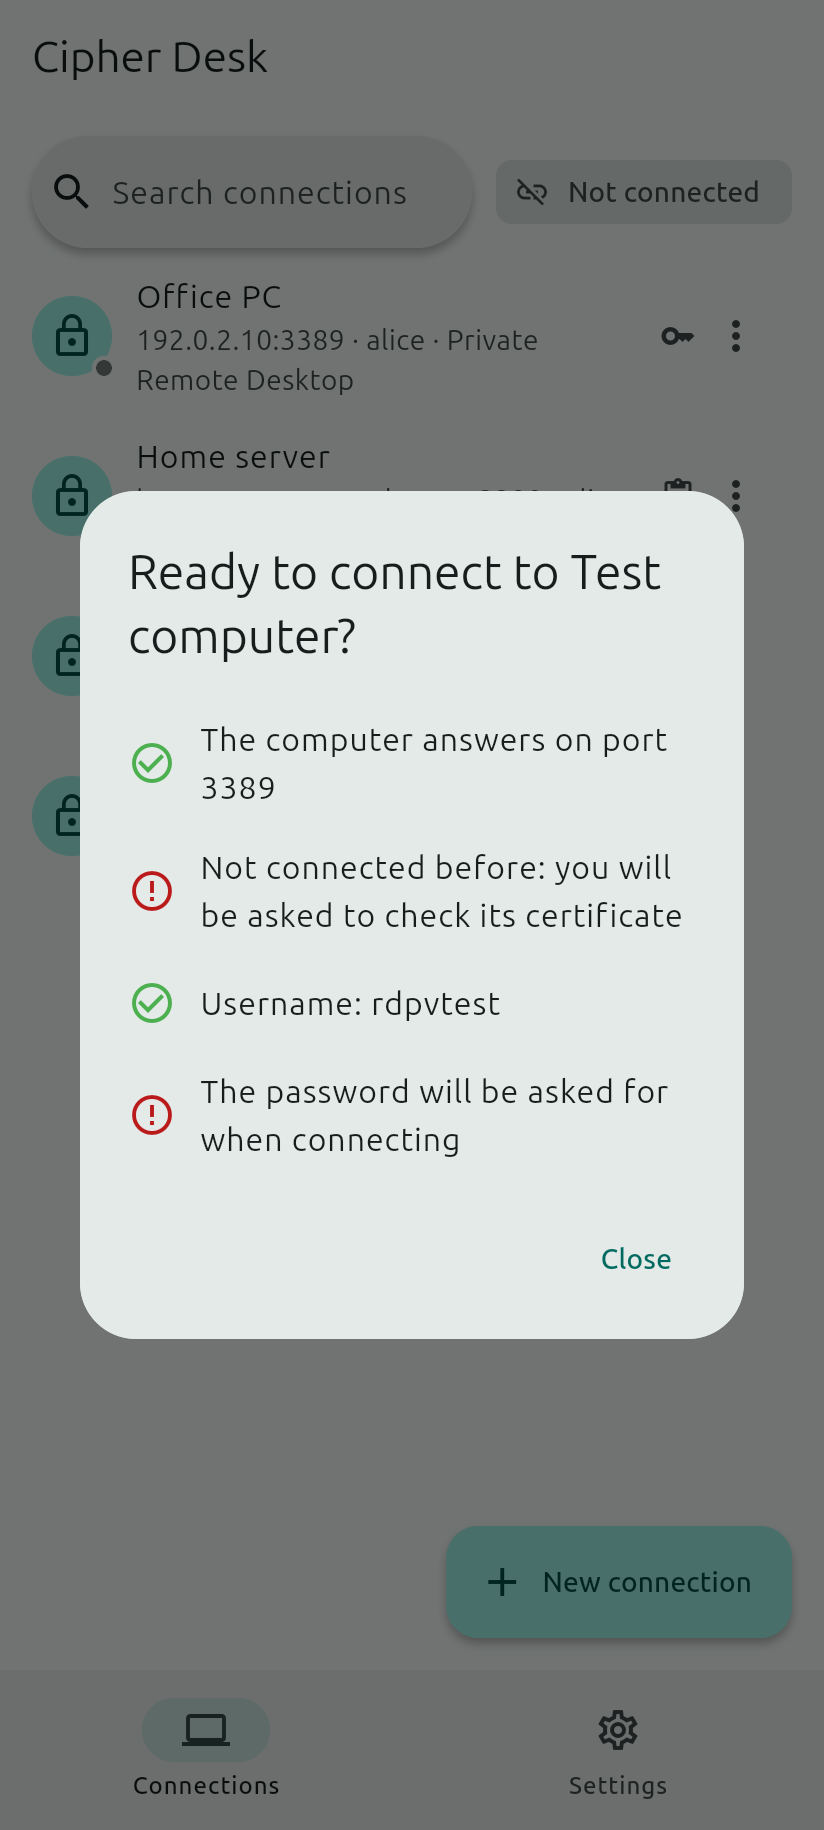 Cipher Desk
Search connections
Not connected
Office PC
192.0.2.10:3389 · alice · Private
Remote Desktop
Home server
Ready to connect to Test
computer?
The computer answers on port
3389
Not connected before: you will
be asked to check its certificate
Username: rdpvtest
The password will be asked for
when connecting
Close
New connection
Connections
Settings